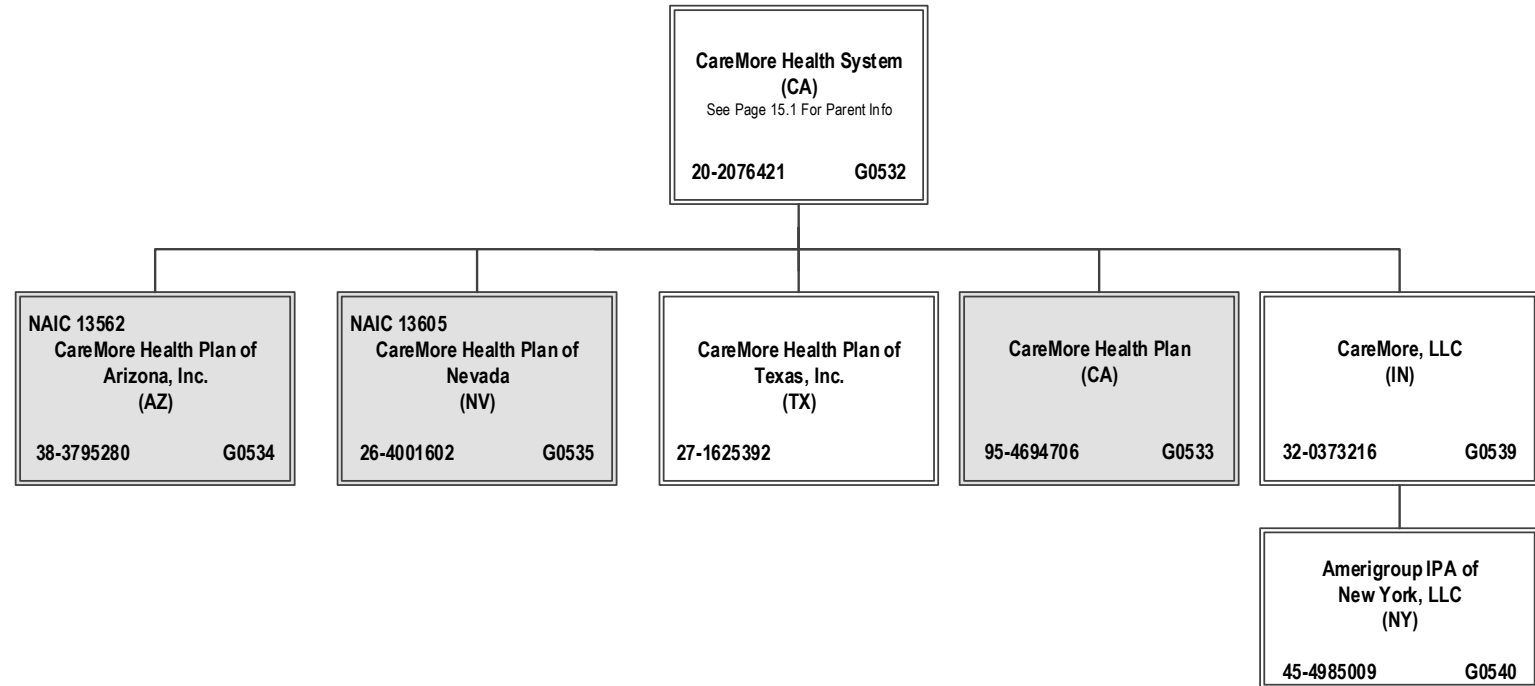 CareMore Health System
(CA)
See Page 15.1 For Parent Info
20-2076421 G0532
NAIC 13562
CareMore Health Plan of
Arizona, Inc.
(AZ)
38-3795280 G0534
NAIC 13605
CareMore Health Plan of
Nevada
(NV)
26-4001602 G0535
CareMore Health Plan of
Texas, Inc.
(TX)
27-1625392
CareMore Health Plan
(CA)
95-4694706 G0533
CareMore, LLC
(IN)
32-0373216 G0539
Amerigroup IPA of
New York, LLC
(NY)
45-4985009 G0540